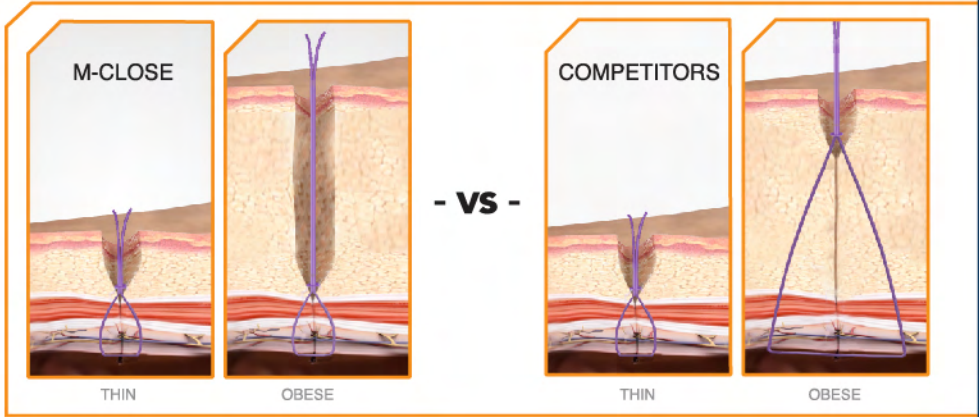 M-CLOSE
- VS -
COMPETITORS
THIN
OBESE
THIN
OBESE